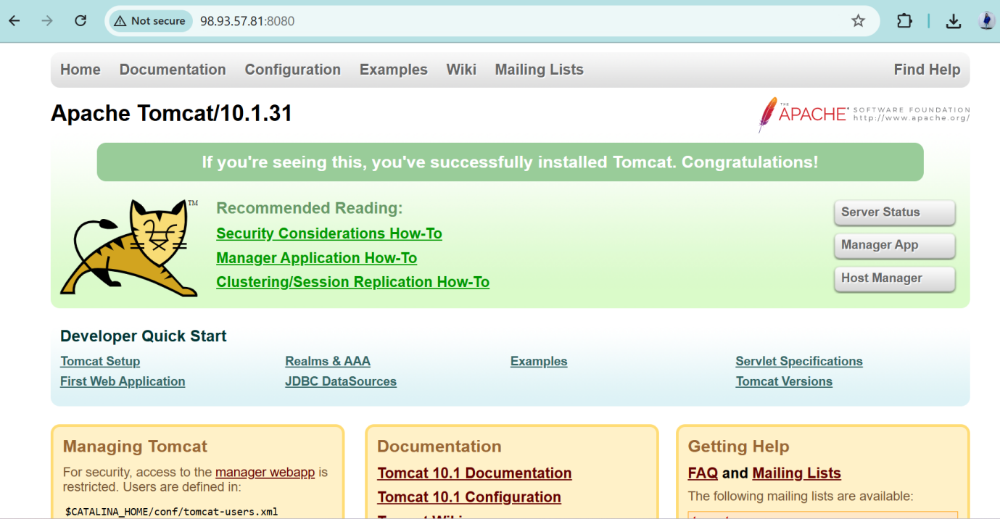 Not secure 98.93.57.81:8080
Home Documentation Configuration Examples Wiki Mailing Lists Find Help
Apache Tomcat/10.1.31
THE APACHE® SOFTWARE FOUNDATION
http://www.apache.org/
If you're seeing this, you've successfully installed Tomcat. Congratulations!
TM
Recommended Reading:
Security Considerations How-To
Manager Application How-To
Clustering/Session Replication How-To
Server Status
Manager App
Host Manager
Developer Quick Start
Tomcat Setup
First Web Application
Realms & AAA
JDBC DataSources
Examples
Servlet Specifications
Tomcat Versions
Managing Tomcat
For security, access to the manager webapp is
restricted. Users are defined in:
$CATALINA_HOME/conf/tomcat-users.xml
Documentation
Tomcat 10.1 Documentation
Tomcat 10.1 Configuration
Tomcat Wiki
Getting Help
FAQ and Mailing Lists
The following mailing lists are available: